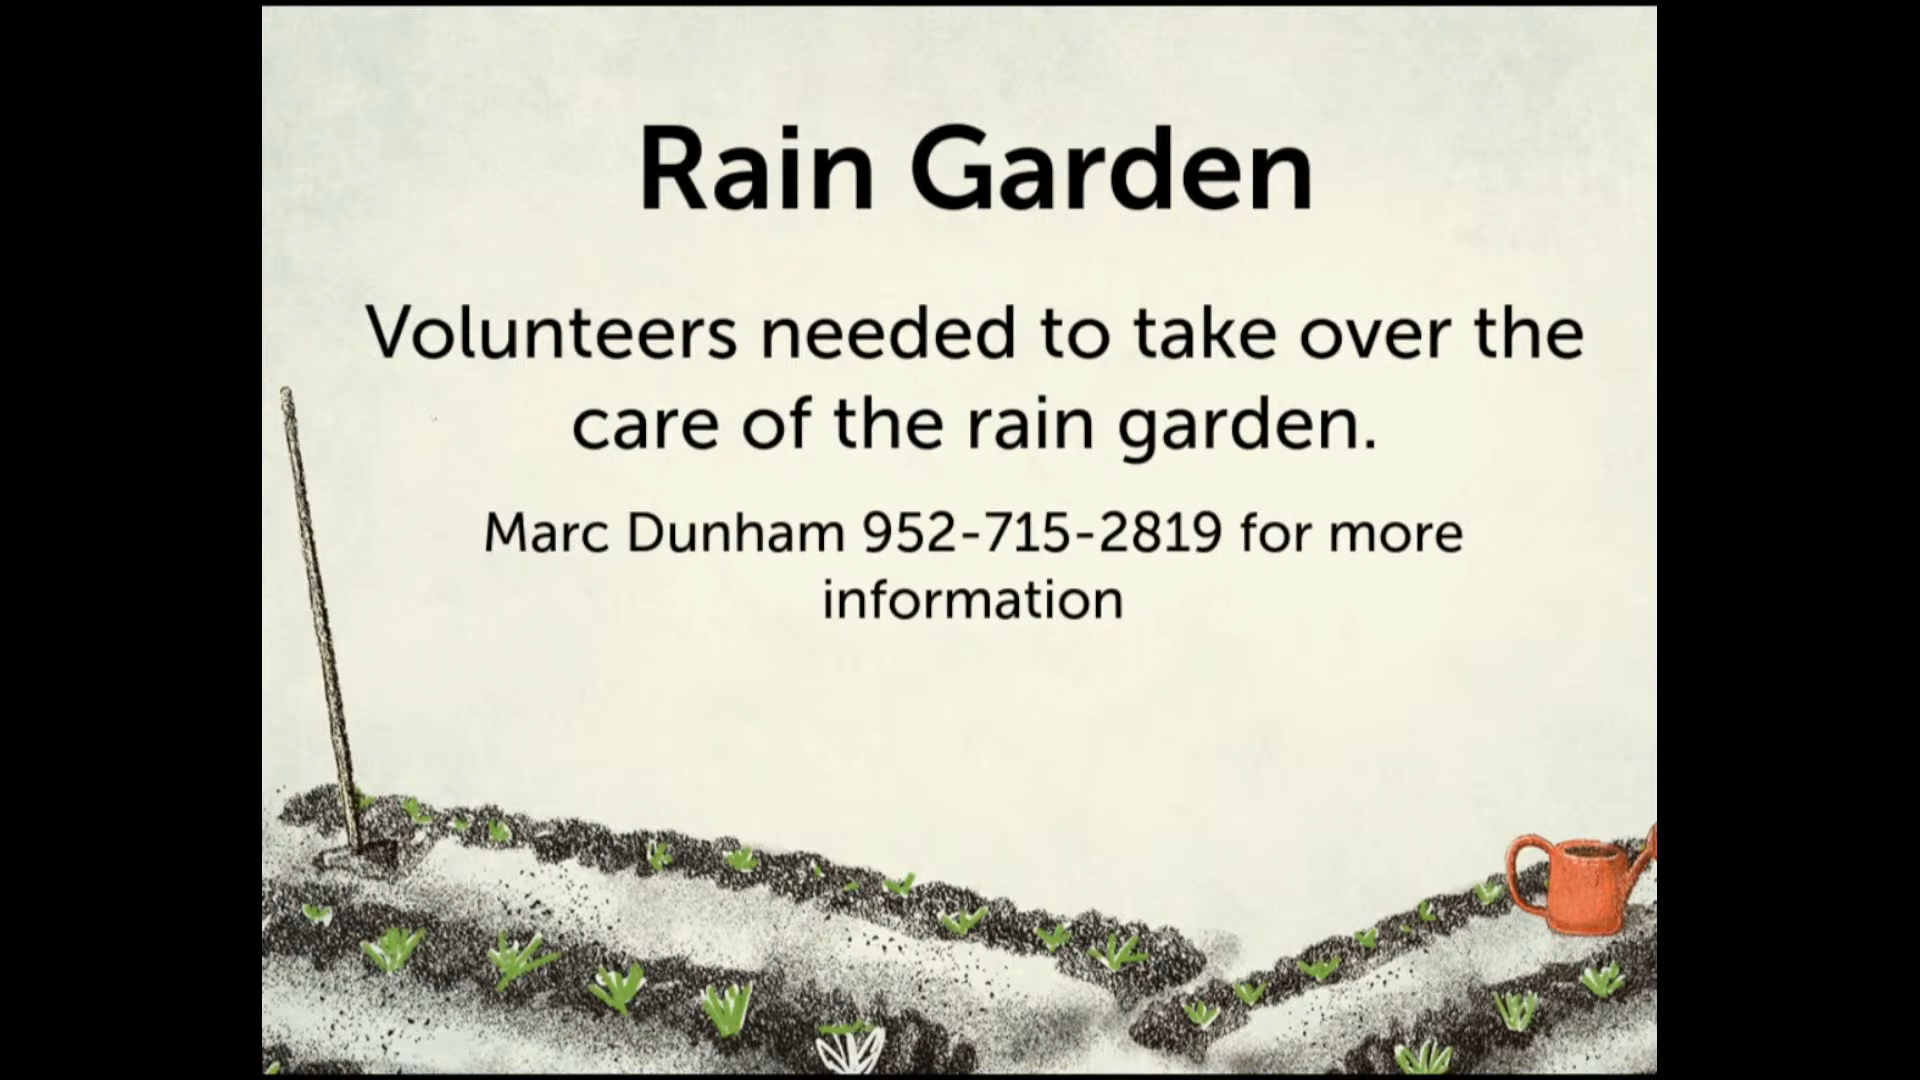 Rain Garden
Volunteers needed to take over the
care of the rain garden.
Marc Dunham 952-715-2819 for more
information